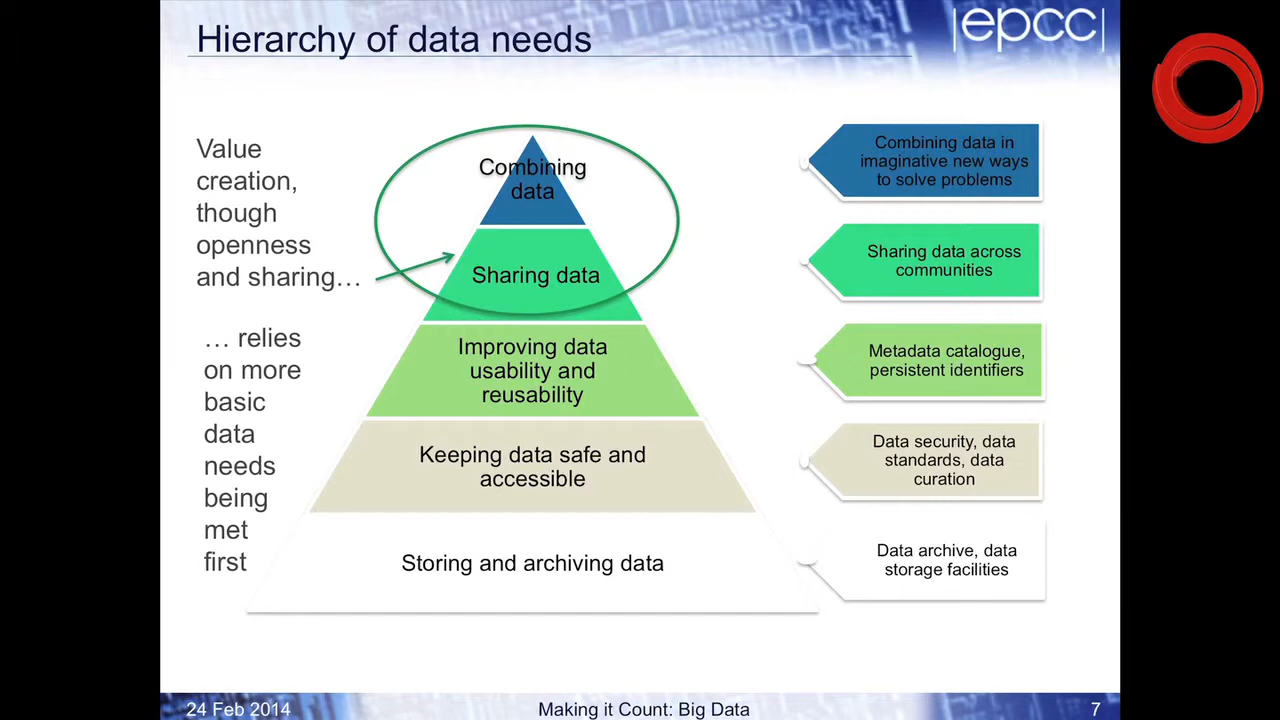 Hierarchy of data needs
|epcc|
Value
creation,
though
openness
and sharing…
… relies
on more
basic
data
needs
being
met
first
Combining
data
Sharing data
Improving data
usability and
reusability
Keeping data safe and
accessible
Storing and archiving data
Combining data in
imaginative new ways
to solve problems
Sharing data across
communities
Metadata catalogue,
persistent identifiers
Data security, data
standards, data
curation
Data archive, data
storage facilities
24 Feb 2014
Making it Count: Big Data
7